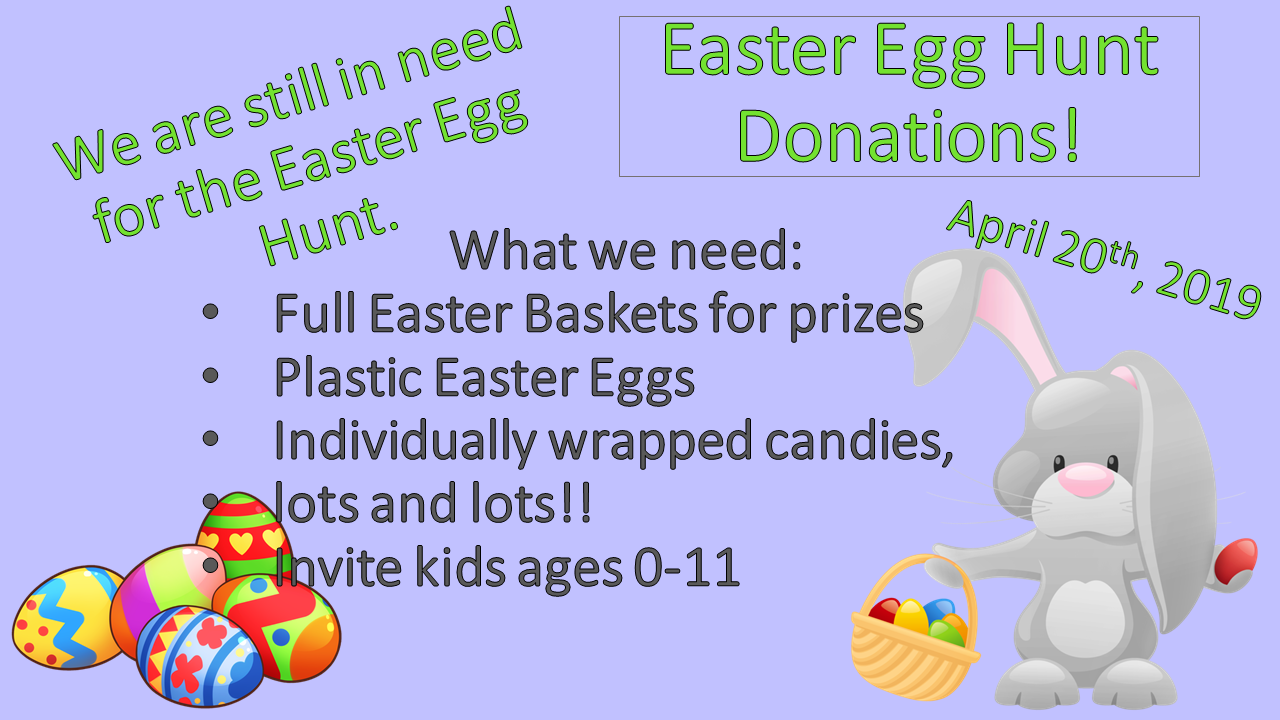 We are still in need
for the Easter Egg
Hunt.
Easter Egg Hunt
Donations!
April 20th, 2019
What we need:
• Full Easter Baskets for prizes
• Plastic Easter Eggs
• Individually wrapped candies,
• lots and lots!!
• Invite kids ages 0-11